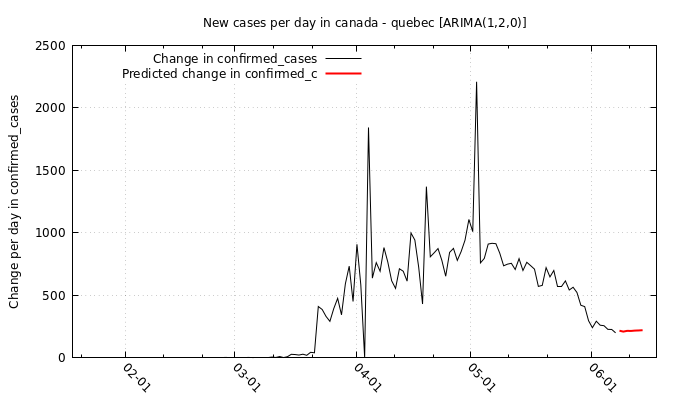 New cases per day in canada - quebec [ARIMA(1,2,0)]
Change in confirmed_cases
Predicted change in confirmed_c
Change per day in confirmed_cases
2500
2000
1500
1000
500
0
02-01
03-01
04-01
05-01
06-01